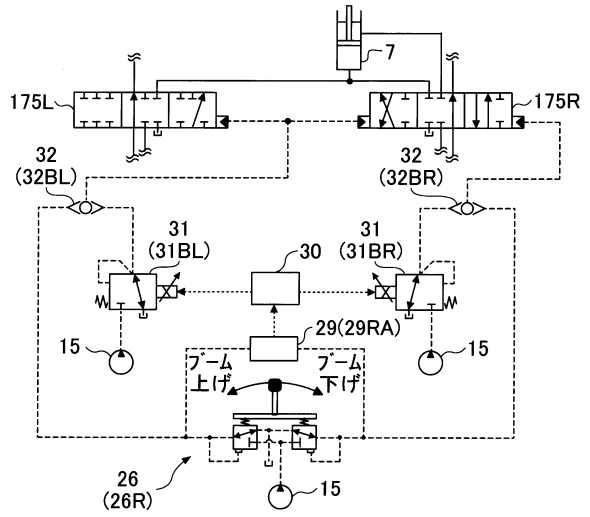 7
175L
175R
32
(32BL)
32
(32BR)
31
(31BL)
30
31
(31BR)
15
29(29RA)
15
ブーム
上げ
ブーム
下げ
26
(26R)
15